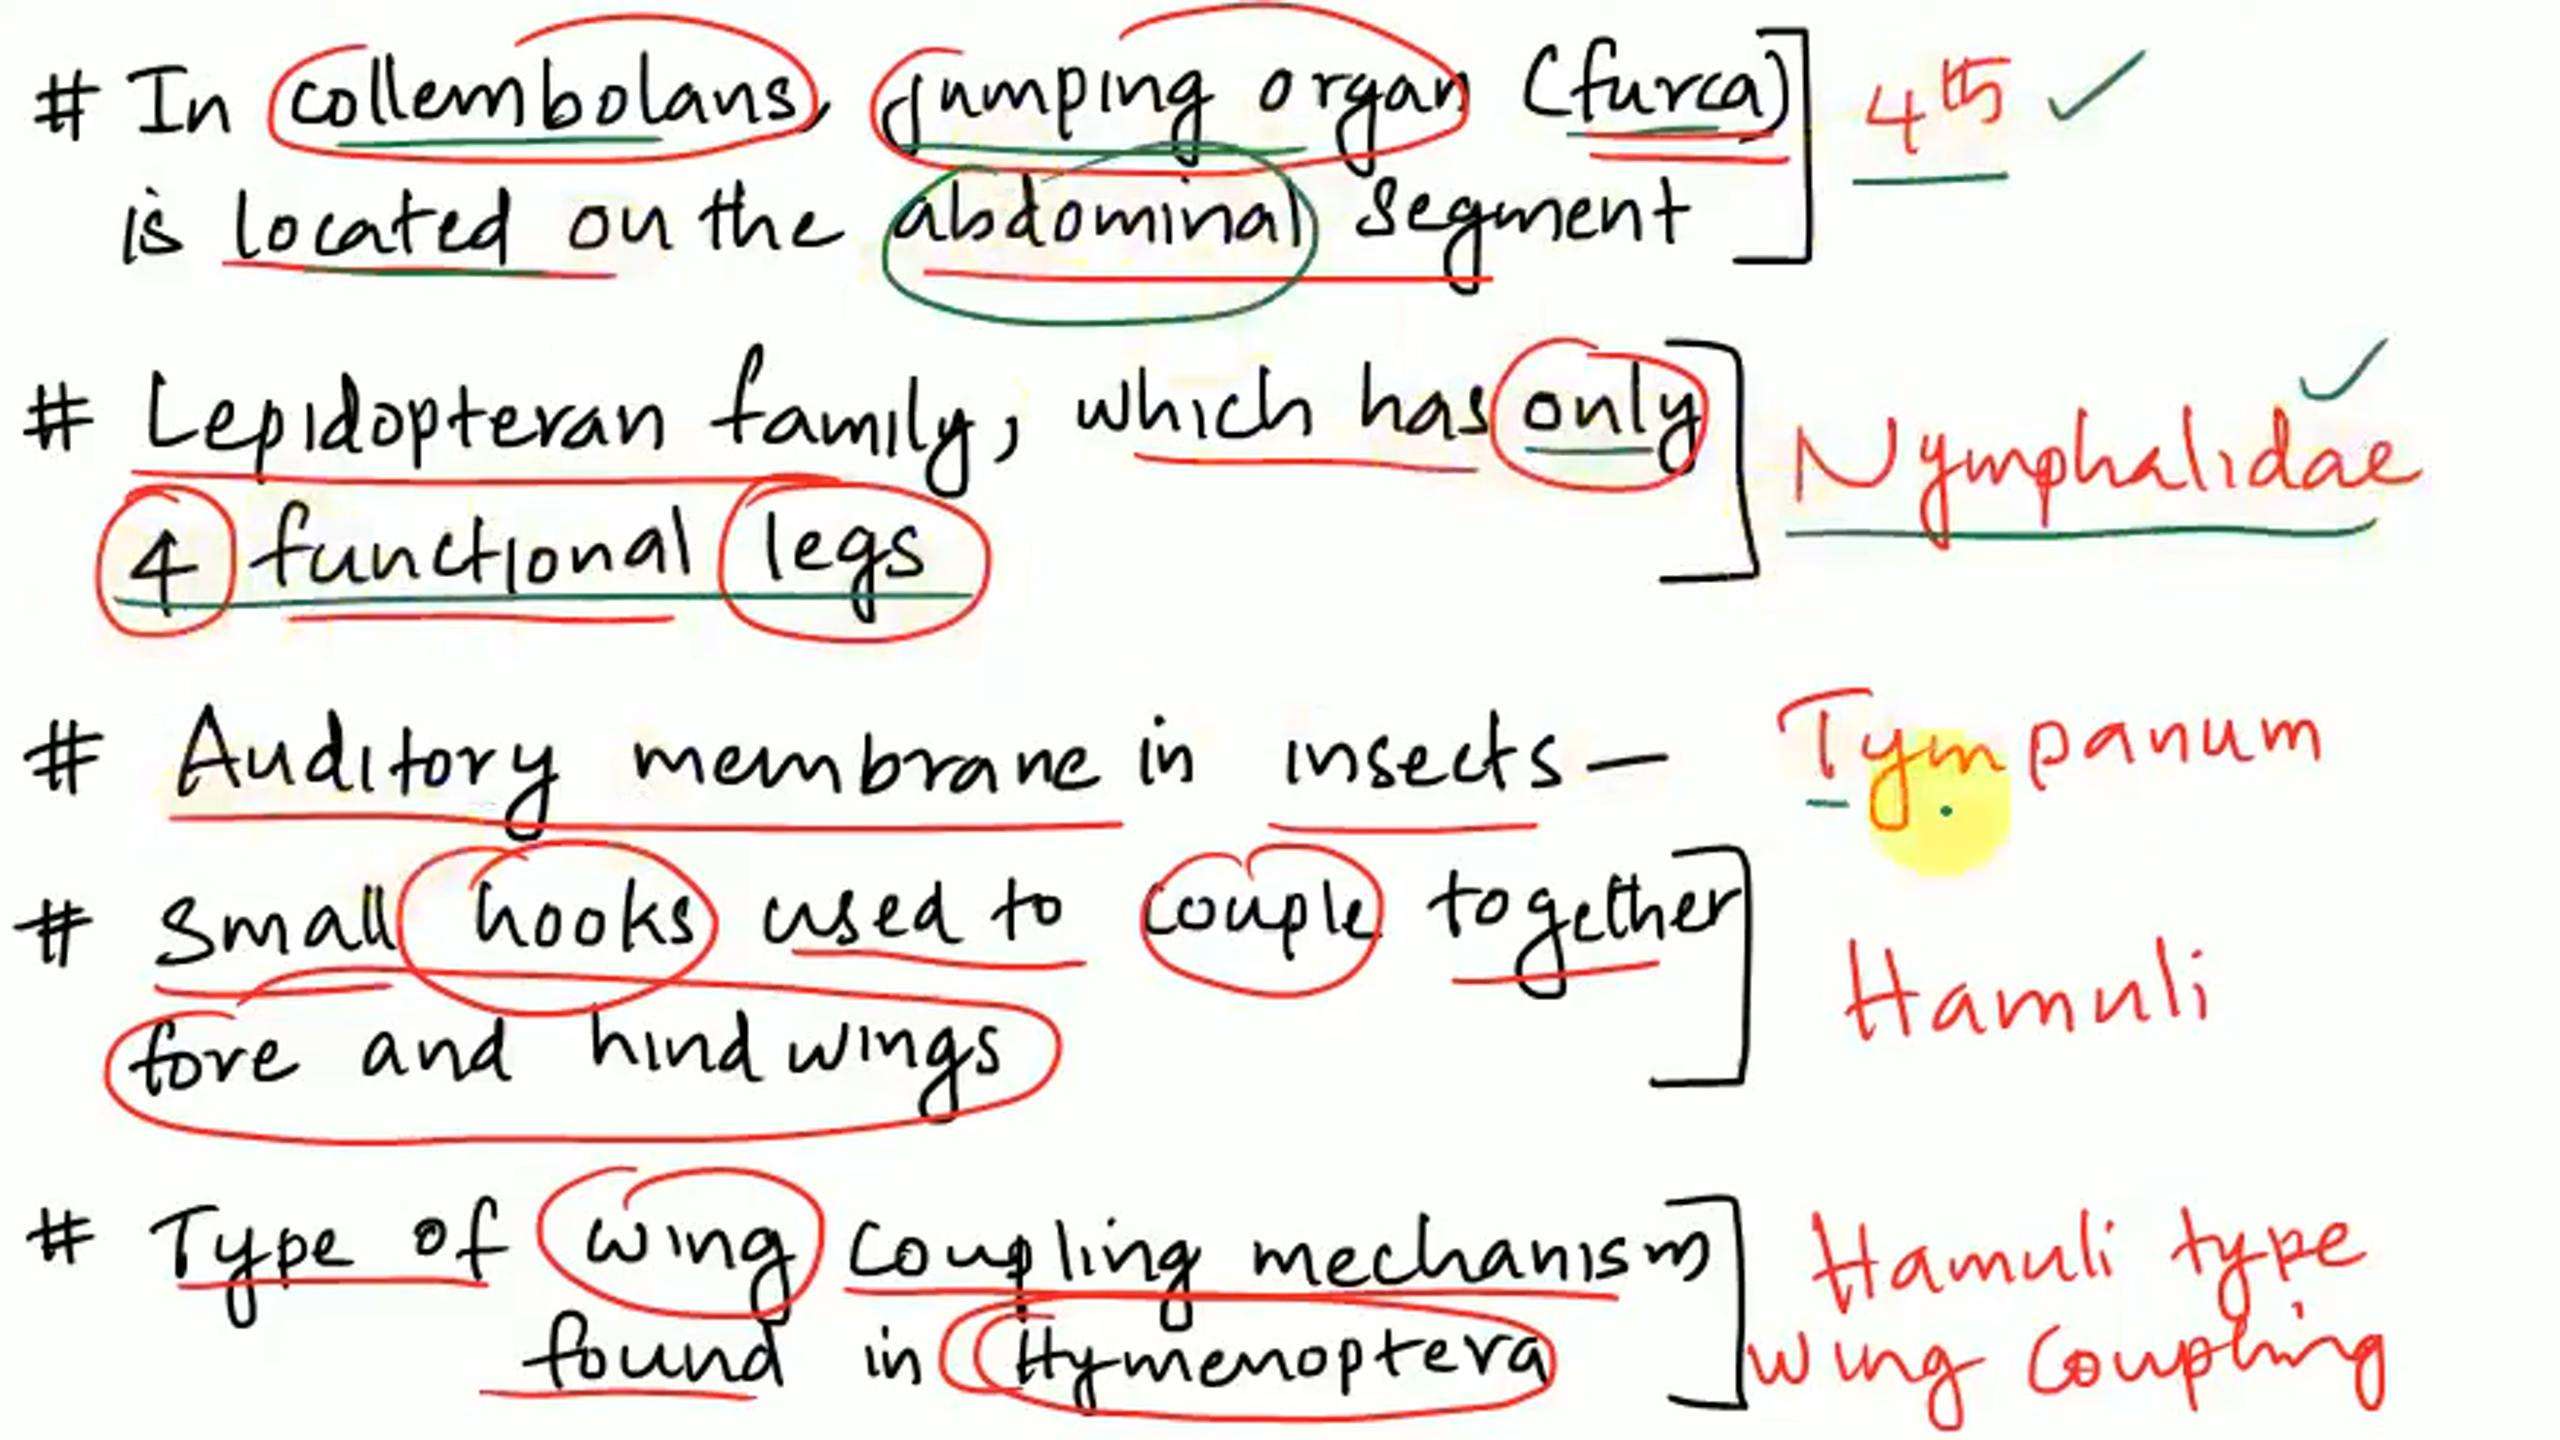 # In collembolans, jumping organ (furca) ] 4th ✓
is located on the abdominal segment
# Lepidopteran family, which has only ] Nymphalidae ✓
4 functional legs
# Auditory membrane in insects — Tympanum
# Small hooks used to couple together ] Hamuli
fore and hind wings
# Type of wing coupling mechanism ] Hamuli type
found in Hymenoptera wing coupling